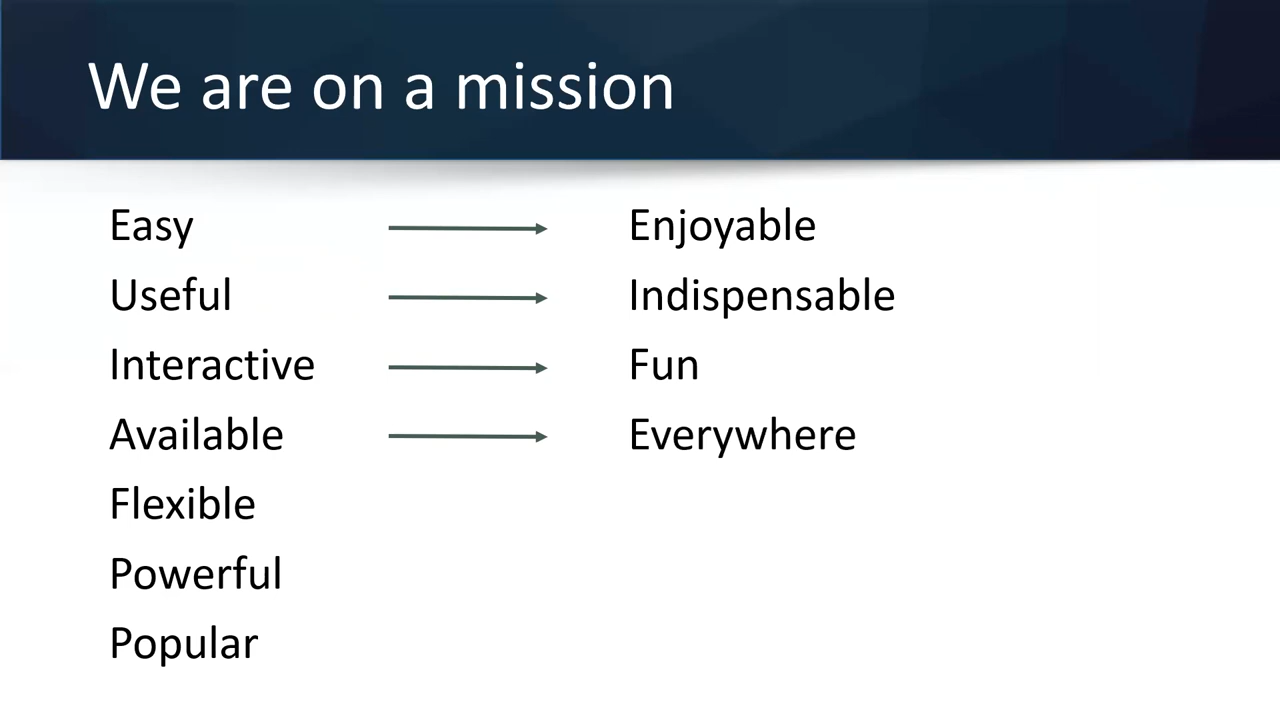 We are on a mission
Easy Enjoyable
Useful Indispensable
Interactive Fun
Available Everywhere
Flexible
Powerful
Popular